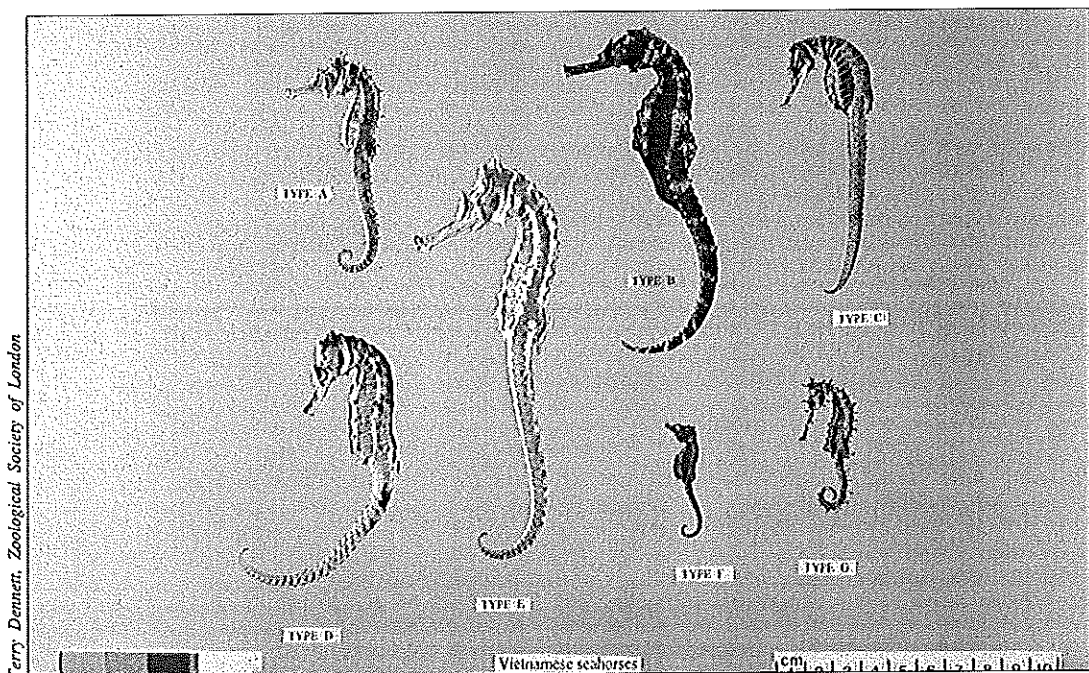 Terry Dennett, Zoological Society of London
TYPE A
TYPE B
TYPE C
TYPE D
TYPE E
TYPE F
TYPE G
Vietnamese seahorses
cm